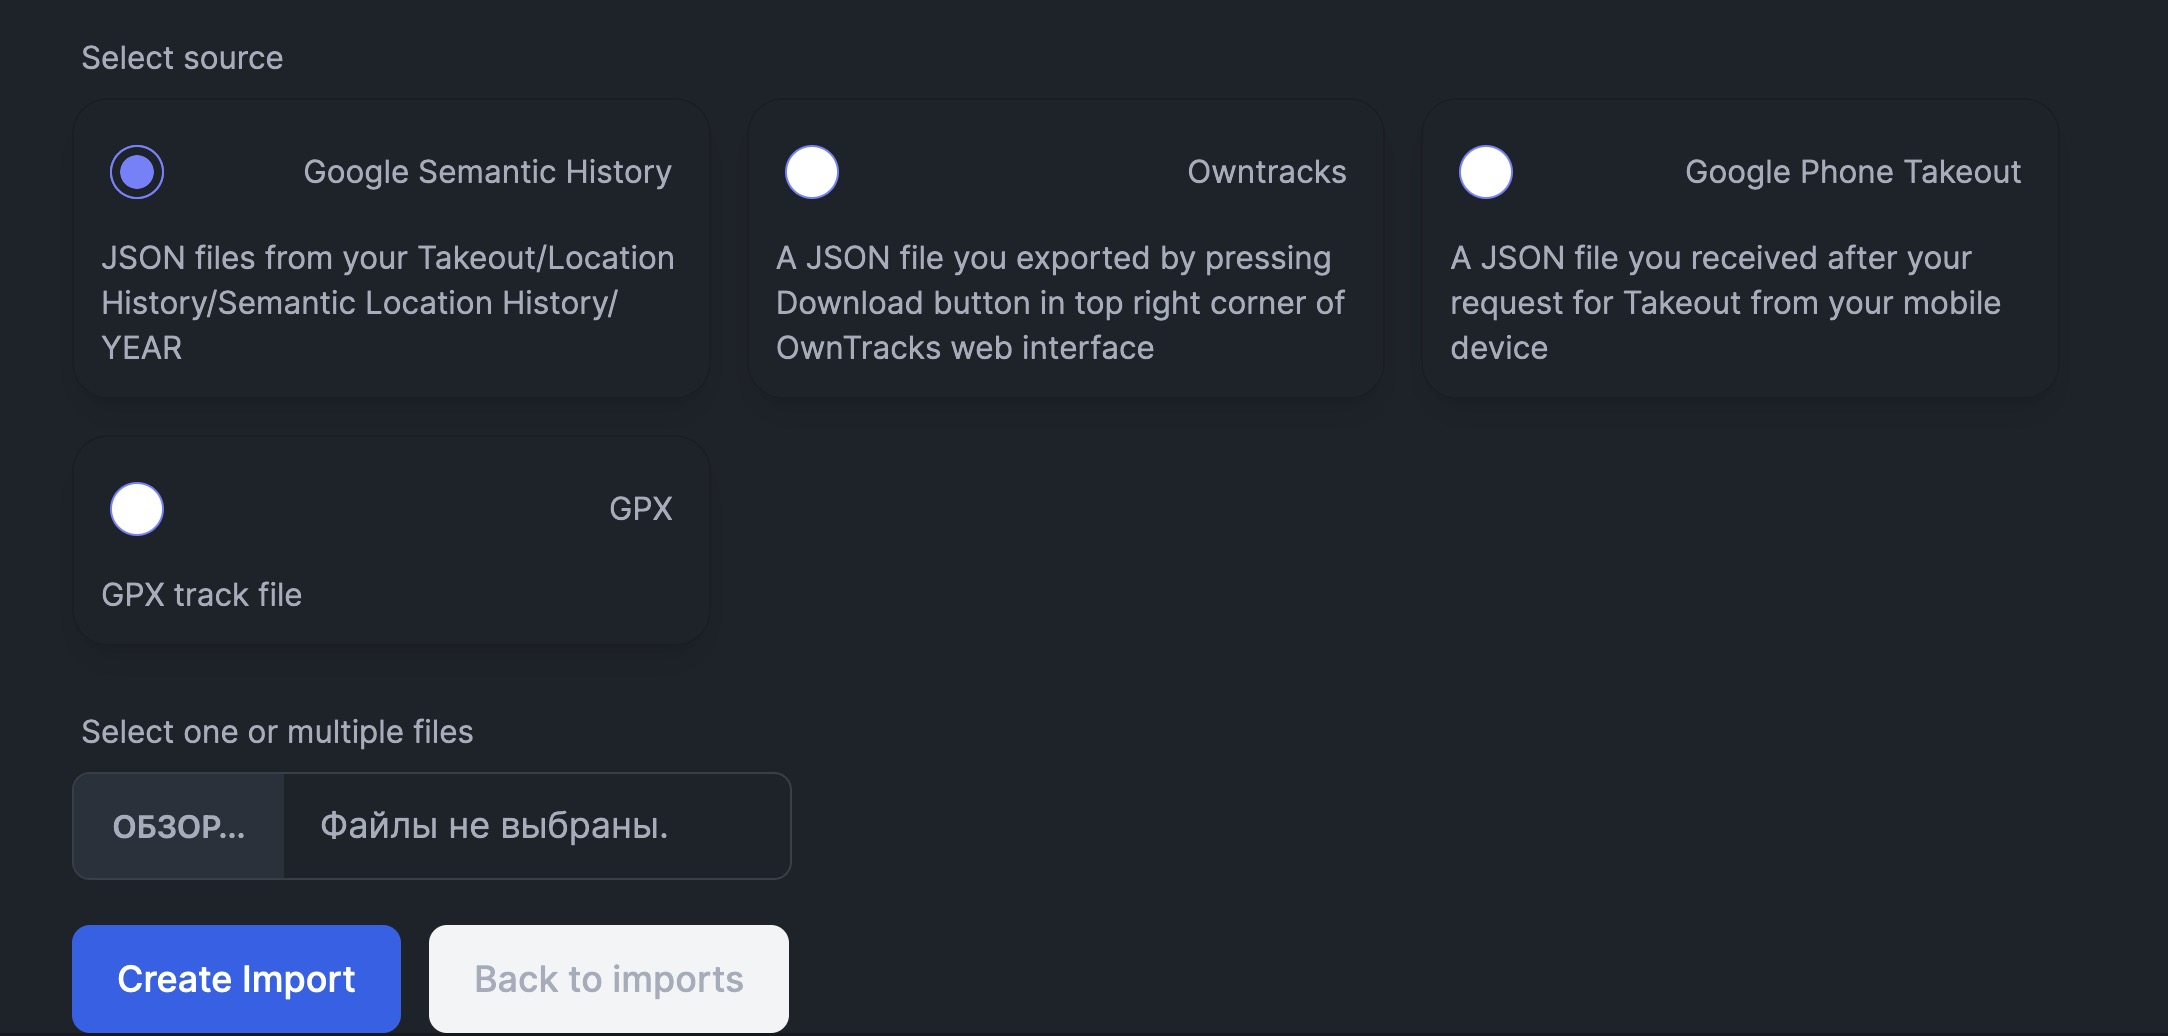 Select source
Google Semantic History
JSON files from your Takeout/Location
History/Semantic Location History/
YEAR
Owntracks
A JSON file you exported by pressing
Download button in top right corner of
OwnTracks web interface
Google Phone Takeout
A JSON file you received after your
request for Takeout from your mobile
device
GPX
GPX track file
Select one or multiple files
ОБЗОР... Файлы не выбраны.
Create Import Back to imports